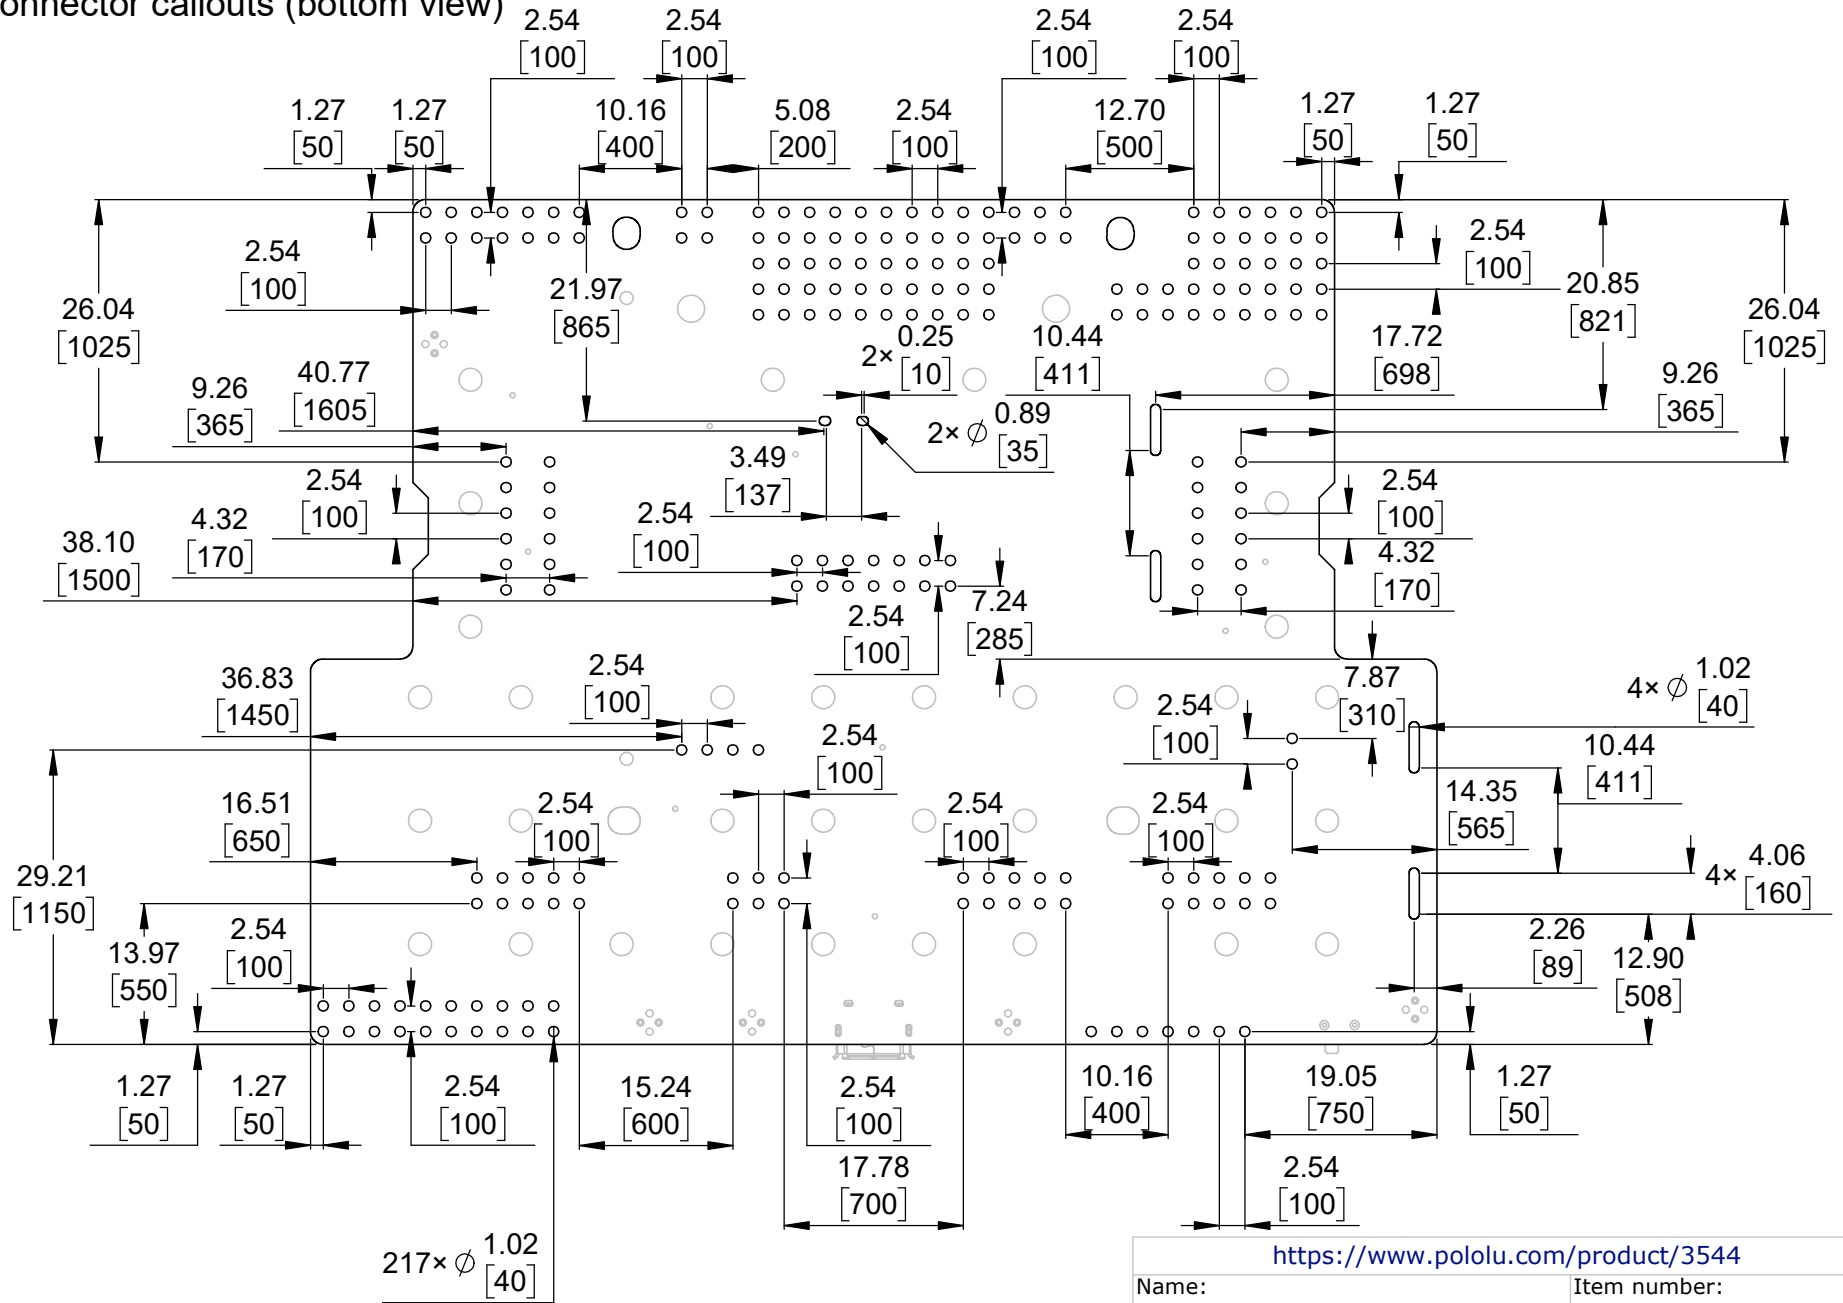 onnector callouts (bottom view)
2.54 2.54 2.54 2.54
[100] [100] [100] [100]
1.27 1.27 10.16 5.08 2.54 12.70 1.27 1.27
[50] [50] [400] [200] [100] [500] [50] [50]
2.54 2.54
[100] [100]
26.04 21.97 20.85 26.04
[1025] [865] [821] [1025]
2× 0.25 10.44 17.72
[10] [411] [698]
9.26 40.77 9.26
[365] [1605] [365]
2× ∅ 0.89
[35]
3.49
[137]
2.54 2.54
[100] [100]
4.32 2.54
[170] [100]
38.10 4.32
[1500] [170]
2.54 7.24
[100] [285]
36.83 2.54 7.87 4× ∅ 1.02
[1450] [100] [310] [40]
2.54 2.54 10.44
[100] [100] [411]
16.51 2.54 2.54 2.54 14.35
[650] [100] [100] [100] [565]
29.21 4× 4.06
[1150] [160]
13.97 2.54 2.26 12.90
[550] [100] [89] [508]
1.27 1.27 2.54 15.24 2.54 10.16 19.05 1.27
[50] [50] [100] [600] [100] [400] [750] [50]
17.78 2.54
[700] [100]
217× ∅ 1.02
[40]
https://www.pololu.com/product/3544
Name: Item number: